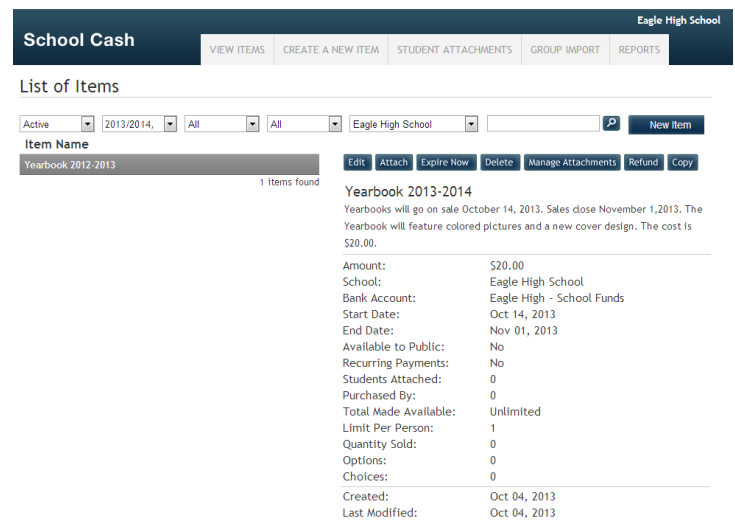 Eagle High School
School Cash
VIEW ITEMS CREATE A NEW ITEM STUDENT ATTACHMENTS GROUP IMPORT REPORTS
List of Items
Active 2013/2014, All All Eagle High School New Item
Item Name
Yearbook 2012-2013
1 items found
Edit Attach Expire Now Delete Manage Attachments Refund Copy
Yearbook 2013-2014
Yearbooks will go on sale October 14, 2013. Sales close November 1,2013. The
Yearbook will feature colored pictures and a new cover design. The cost is
$20.00.
Amount: $20.00
School: Eagle High School
Bank Account: Eagle High - School Funds
Start Date: Oct 14, 2013
End Date: Nov 01, 2013
Available to Public: No
Recurring Payments: No
Students Attached: 0
Purchased By: 0
Total Made Available: Unlimited
Limit Per Person: 1
Quantity Sold: 0
Options: 0
Choices: 0
Created: Oct 04, 2013
Last Modified: Oct 04, 2013